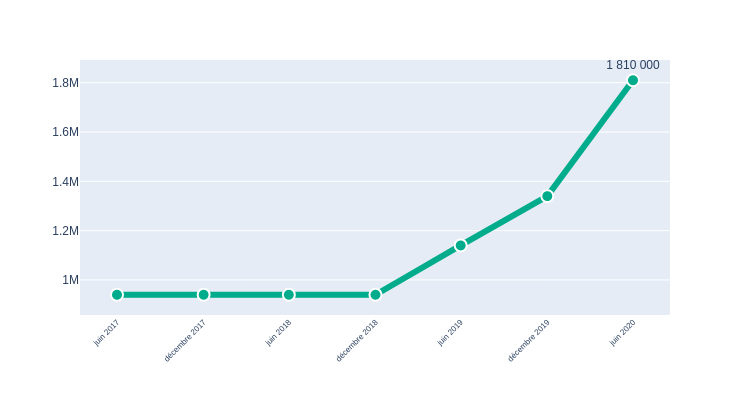 1 810 000
1.8M
1.6M
1.4M
1.2M
1M
juin 2017
décembre 2017
juin 2018
décembre 2018
juin 2019
décembre 2019
juin 2020